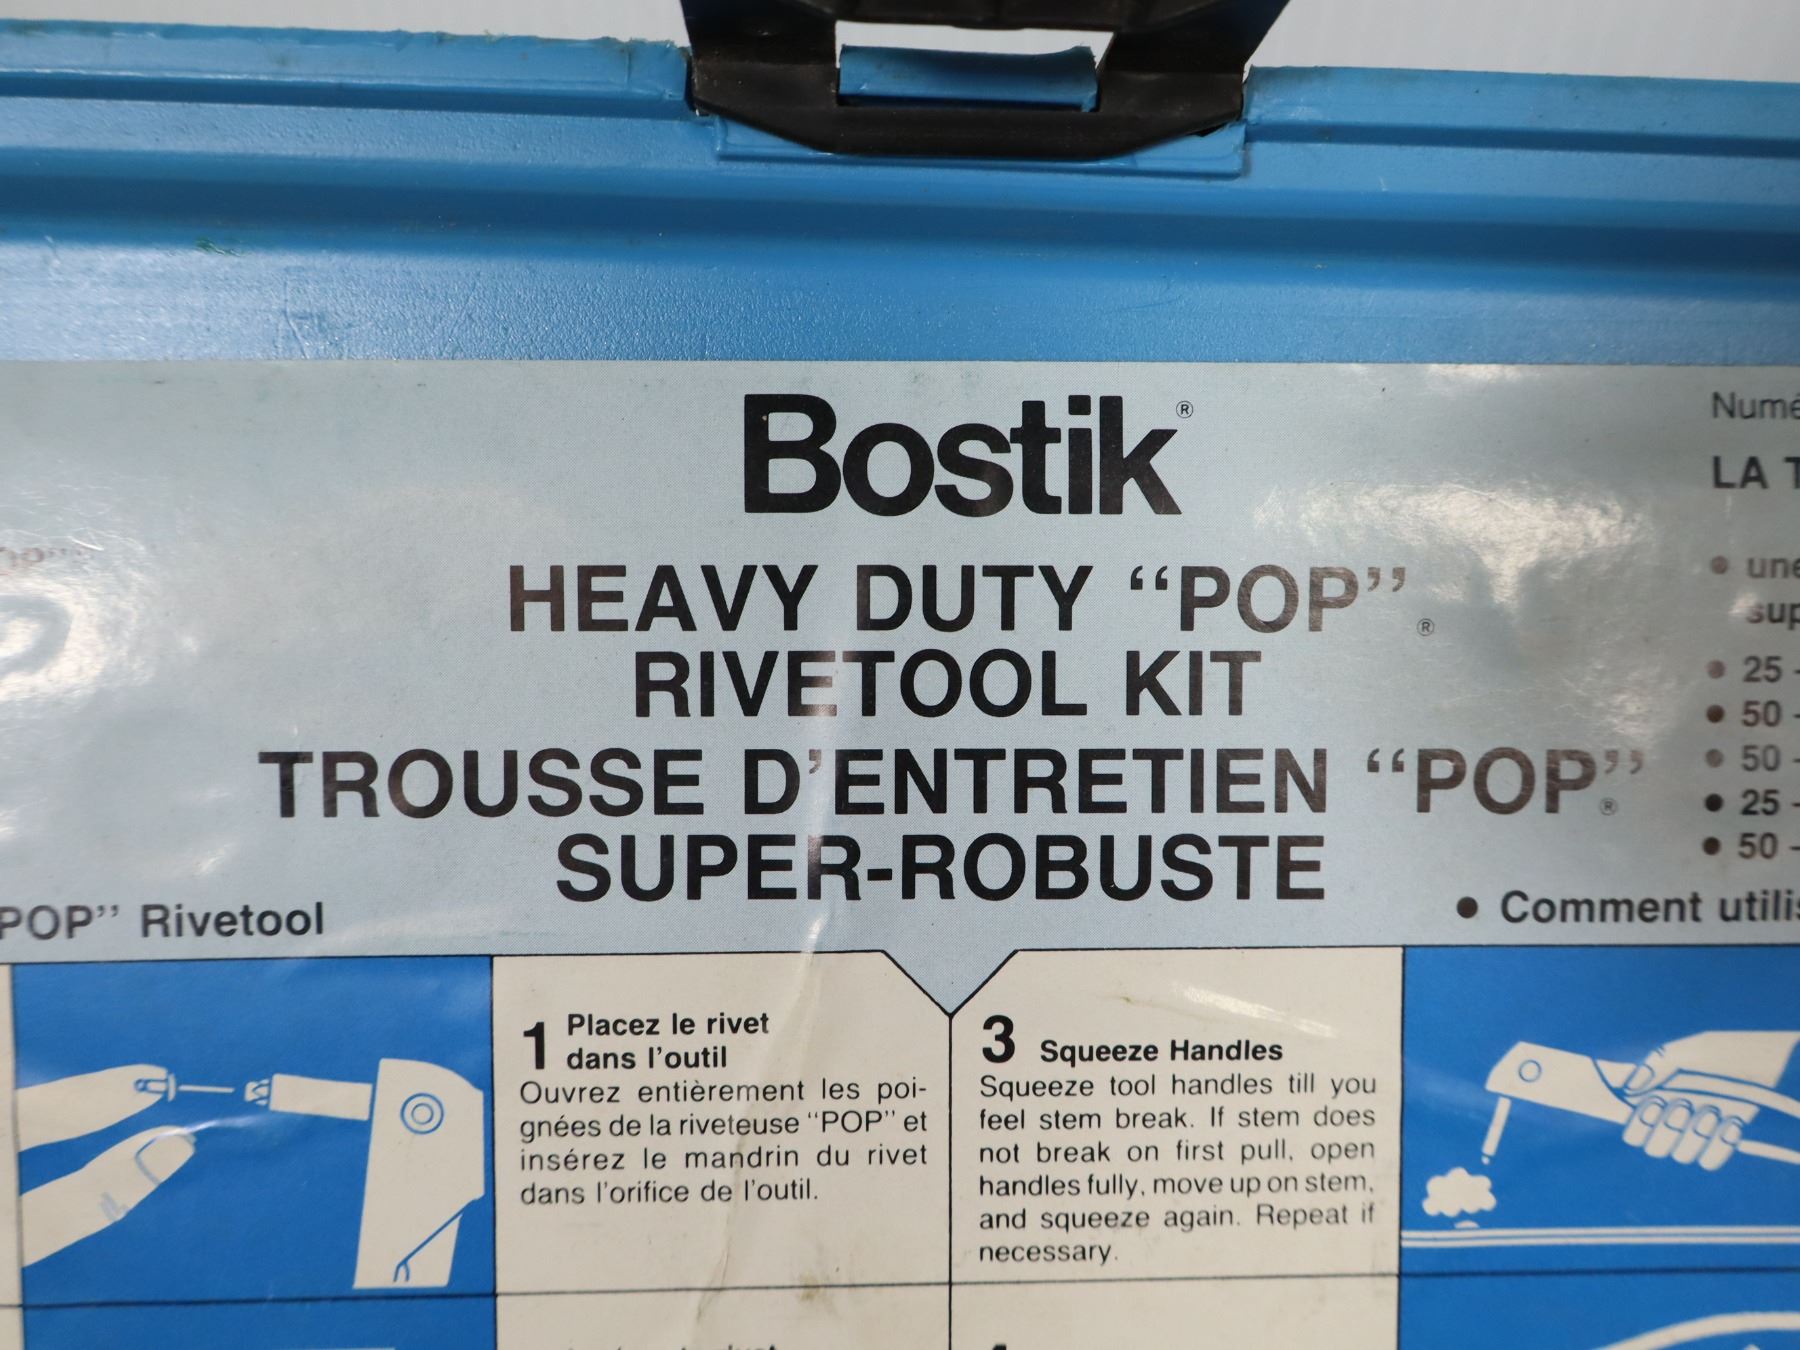 Bostik®
HEAVY DUTY “POP”®
RIVETOOL KIT
TROUSSE D’ENTRETIEN “POP”®
SUPER-ROBUSTE
POP” Rivetool
LA
• une
• 25 -
• 50 -
• 50 -
• 25 -
• 50 -
• Comment
1 Placez le rivet
dans l’outil
Ouvrez entièrement les poi-
gnées de la riveteuse “POP” et
insérez le mandrin du rivet
dans l’orifice de l’outil.
3 Squeeze Handles
Squeeze tool handles till you
feel stem break. If stem does
not break on first pull, open
handles fully, move up on stem,
and squeeze again. Repeat if
necessary.